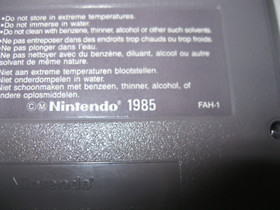 •Do not store in extreme temperatures.
•Do not immerse in water.
•Do not clean with benzene, thinner, alcohol or other such solvents.
•Ne pas entreposer dans des endroits trop chauds ou trop froids.
•Ne pas plonger dans l'eau.
•Ne pas nettoyer avec du benzène, diluant, alcool ou autre
solvant de même nature.
Niet aan extreme temperaturen blootstellen.
Niet onderdompelen in water.
Niet schoonmaken met benzeen, thinner, alcohol, of
andere oplosmiddelen.
©Ⓜ Nintendo® 1985
FAH-1